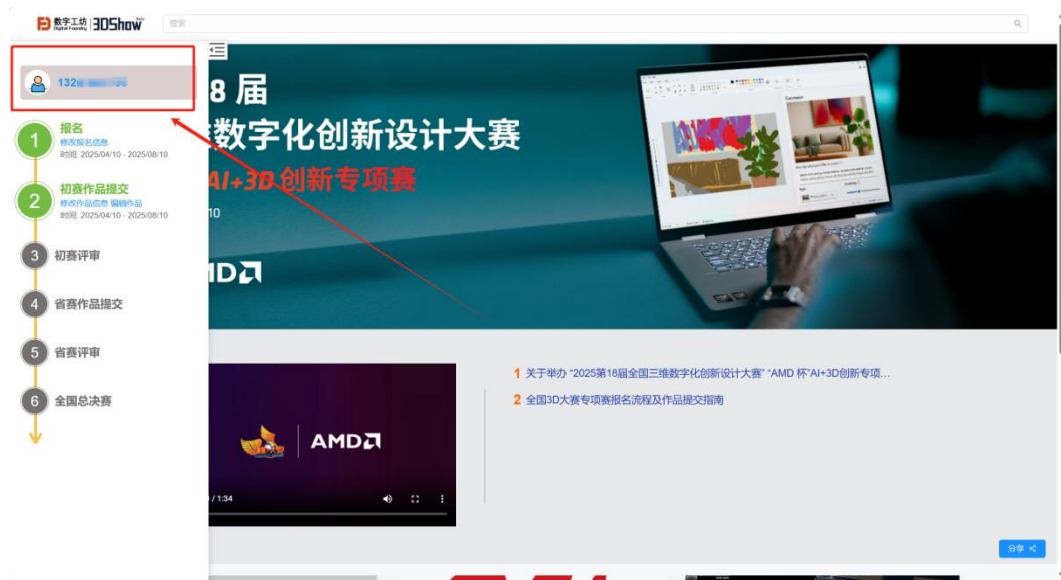 数字工坊 3DShow Beta
Digital Foundry
搜索
132
8 届
数字化创新设计大赛
AI+3D 创新专项赛
10
AMD
1 报名
修改报名信息
时间: 2025/04/10 - 2025/08/10
2 初赛作品提交
修改作品信息 编辑作品
时间: 2025/04/10 - 2025/08/10
3 初赛评审
4 省赛作品提交
5 省赛评审
6 全国总决赛
AMD
/ 1:34
1 关于举办 “2025第18届全国三维数字化创新设计大赛” “AMD 杯”AI+3D创新专项...
2 全国3D大赛专项赛报名流程及作品提交指南
分享